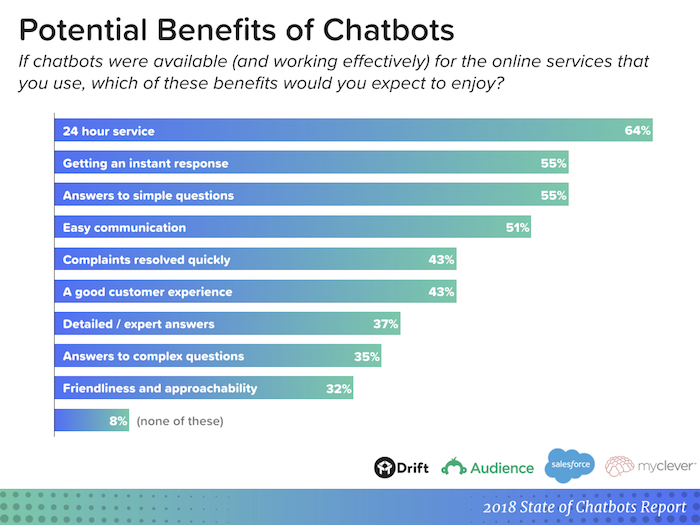 Potential Benefits of Chatbots
If chatbots were available (and working effectively) for the online services that
you use, which of these benefits would you expect to enjoy?
24 hour service 64%
Getting an instant response 55%
Answers to simple questions 55%
Easy communication 51%
Complaints resolved quickly 43%
A good customer experience 43%
Detailed / expert answers 37%
Answers to complex questions 35%
Friendliness and approachability 32%
8% (none of these)
Drift Audience salesforce myclever
2018 State of Chatbots Report